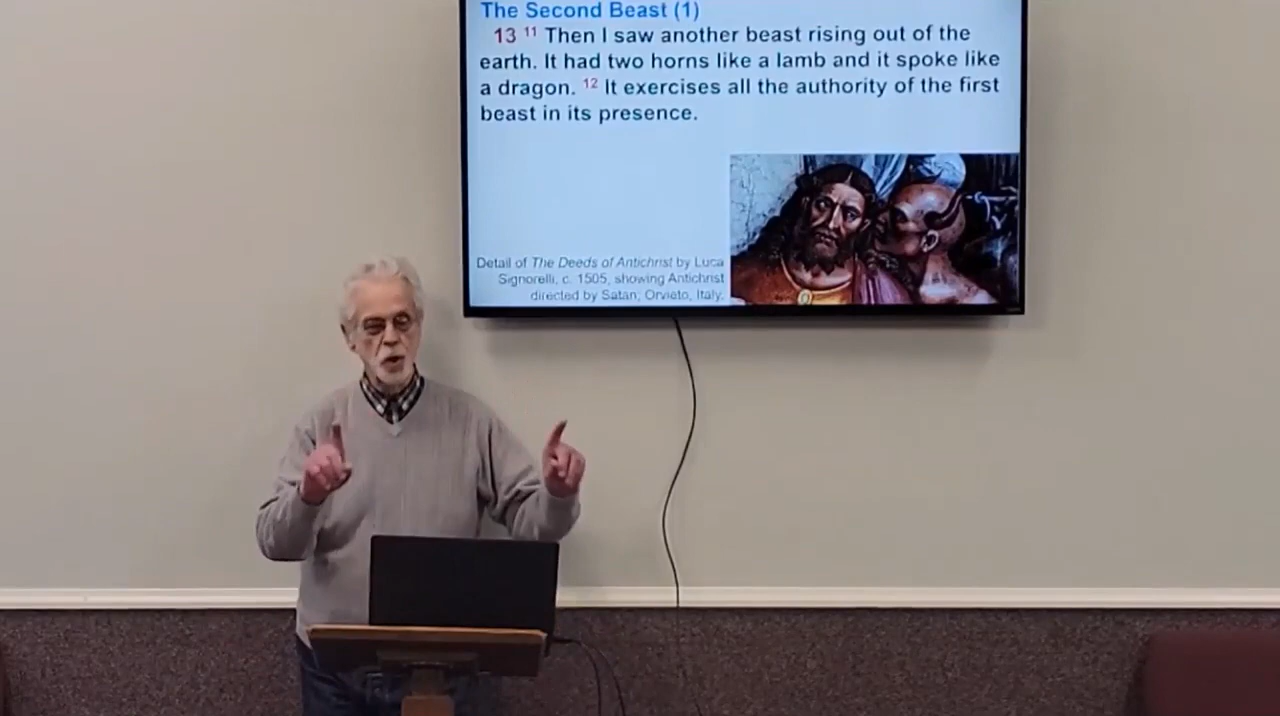 The Second Beast (1)
13 11 Then I saw another beast rising out of the
earth. It had two horns like a lamb and it spoke like
a dragon. 12 It exercises all the authority of the first
beast in its presence.
Detail of The Deeds of Antichrist by Luca
Signorelli, c. 1505, showing Antichrist
directed by Satan; Orvieto, Italy.